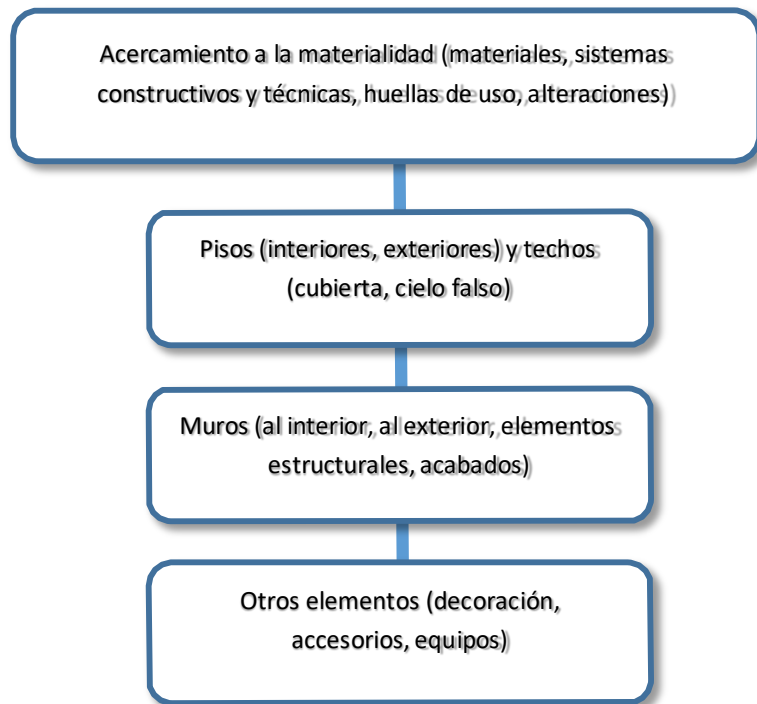 Acercamiento a la materialidad (materiales, sistemas
constructivos y técnicas, huellas de uso, alteraciones)
Pisos (interiores, exteriores) y techos
(cubierta, cielo falso)
Muros (al interior, al exterior, elementos
estructurales, acabados)
Otros elementos (decoración,
accesorios, equipos)